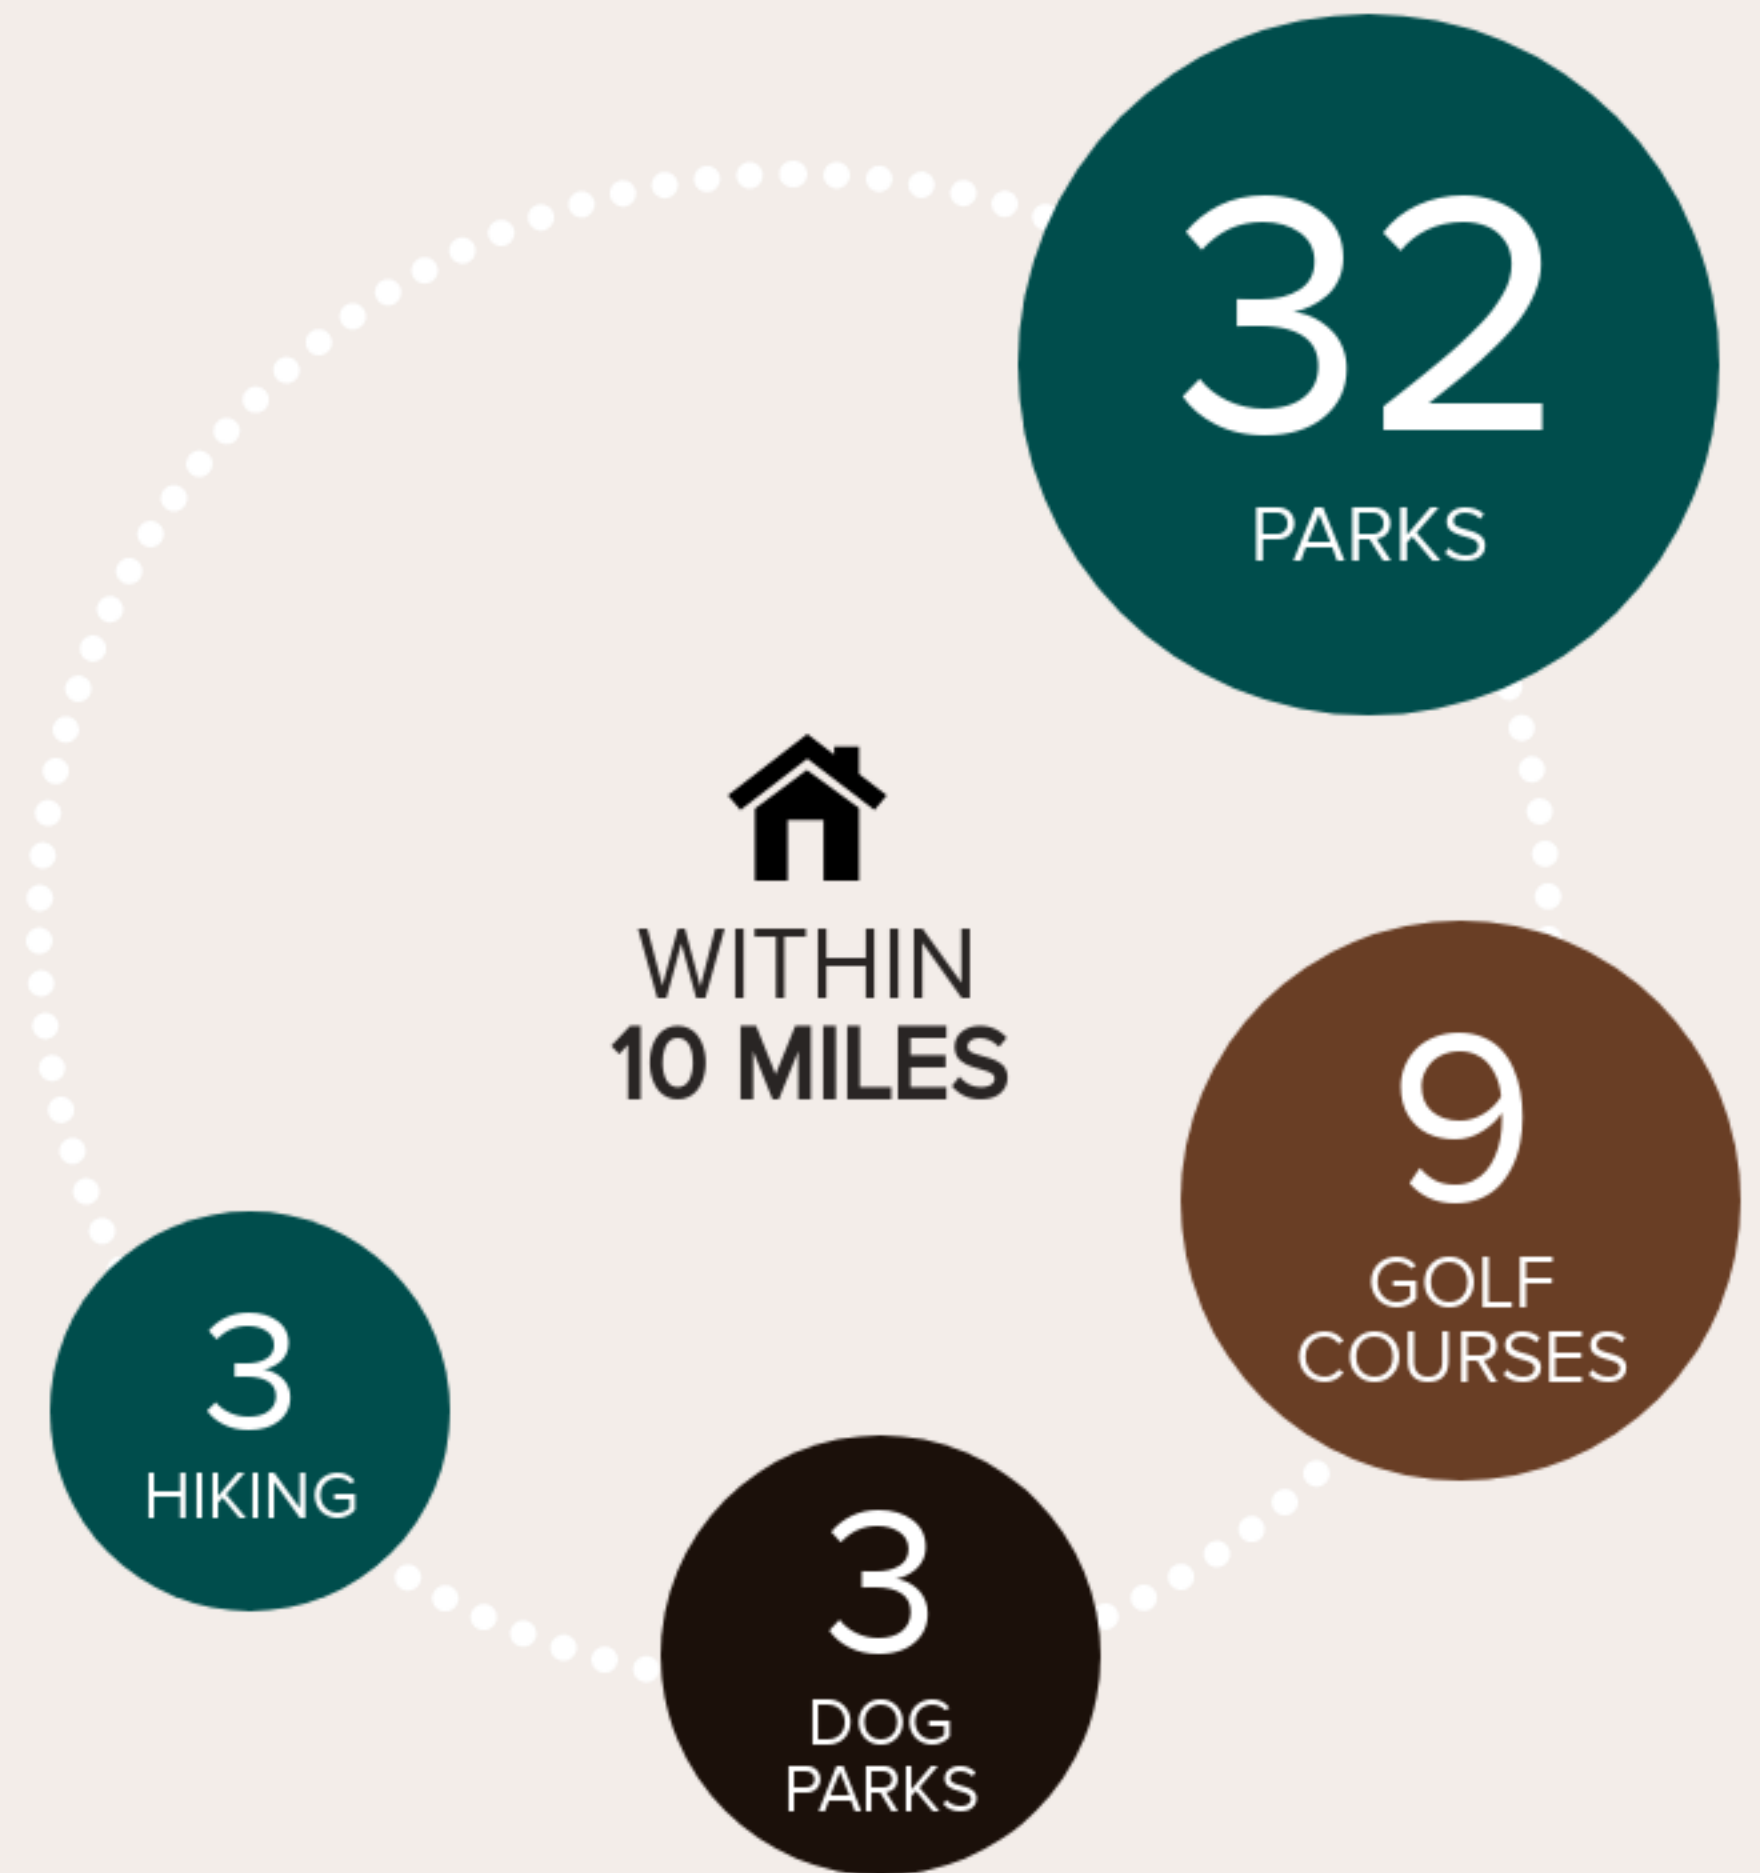 32
PARKS
WITHIN
10 MILES
9
GOLF
COURSES
3
HIKING
3
DOG
PARKS